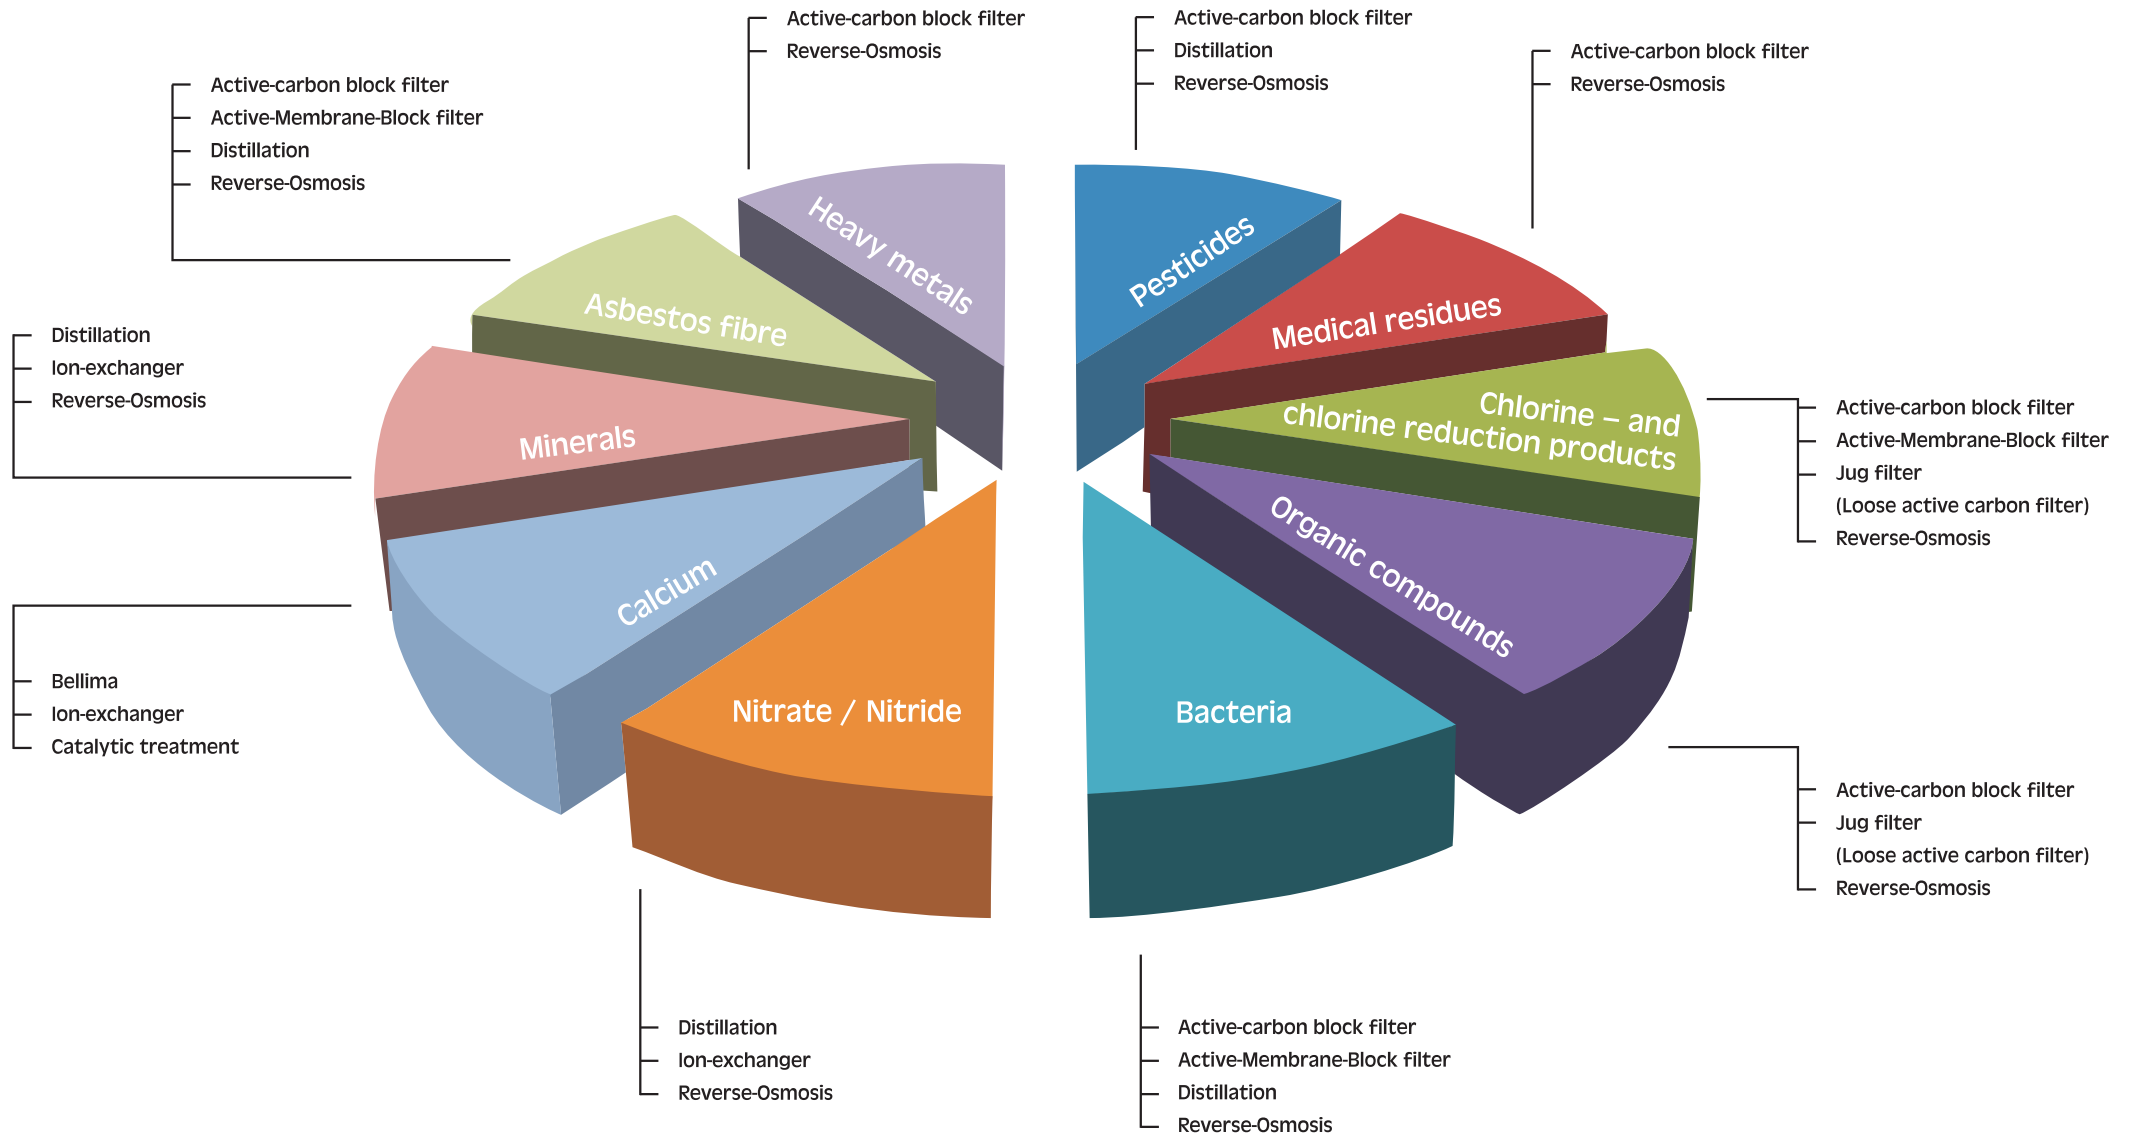 Active-carbon block filter
Reverse-Osmosis
Active-carbon block filter
Distillation
Reverse-Osmosis
Active-carbon block filter
Reverse-Osmosis
Active-carbon block filter
Active-Membrane-Block filter
Distillation
Reverse-Osmosis
Heavy metals
Pesticides
Asbestos fibre
Medical residues
Distillation
Ion-exchanger
Reverse-Osmosis
Minerals
Chlorine – and
chlorine reduction products
Active-carbon block filter
Active-Membrane-Block filter
Jug filter
(Loose active carbon filter)
Reverse-Osmosis
Calcium
Organic compounds
Bellima
Ion-exchanger
Catalytic treatment
Nitrate / Nitride
Bacteria
Active-carbon block filter
Jug filter
(Loose active carbon filter)
Reverse-Osmosis
Distillation
Ion-exchanger
Reverse-Osmosis
Active-carbon block filter
Active-Membrane-Block filter
Distillation
Reverse-Osmosis